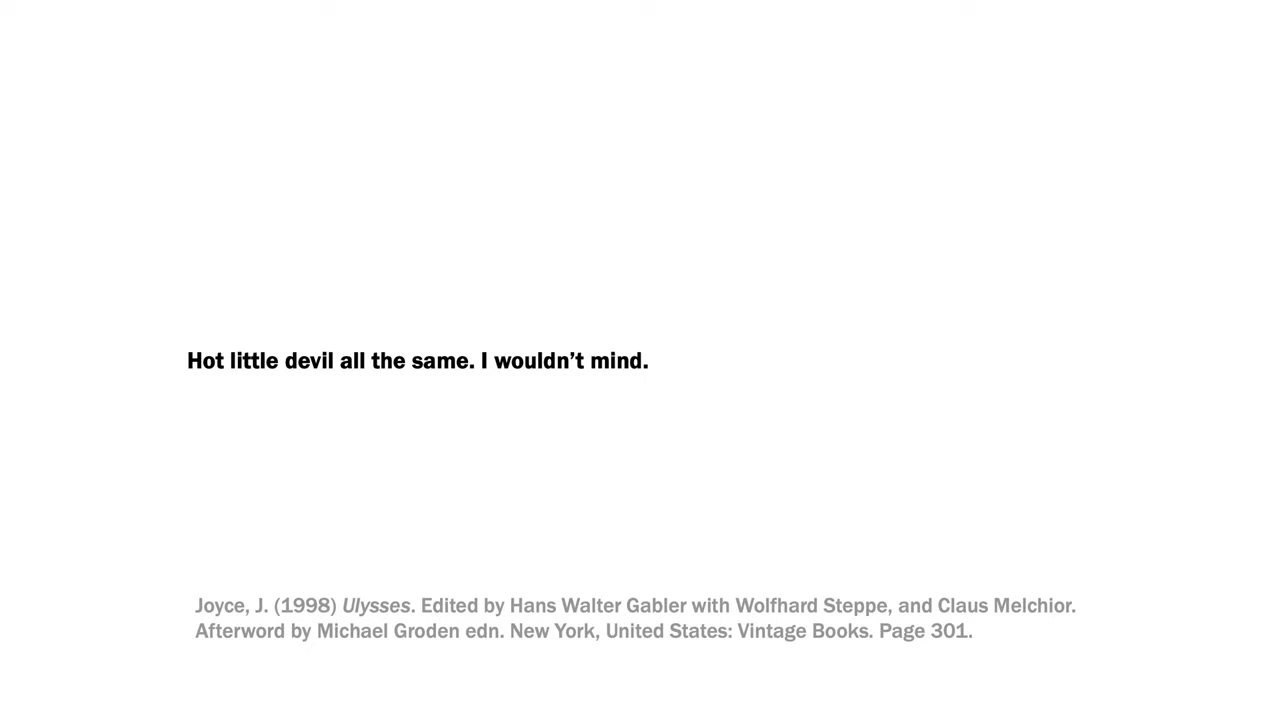 Hot little devil all the same. I wouldn’t mind.
Joyce, J. (1998) Ulysses. Edited by Hans Walter Gabler with Wolfhard Steppe, and Claus Melchior.
Afterword by Michael Groden edn. New York, United States: Vintage Books. Page 301.